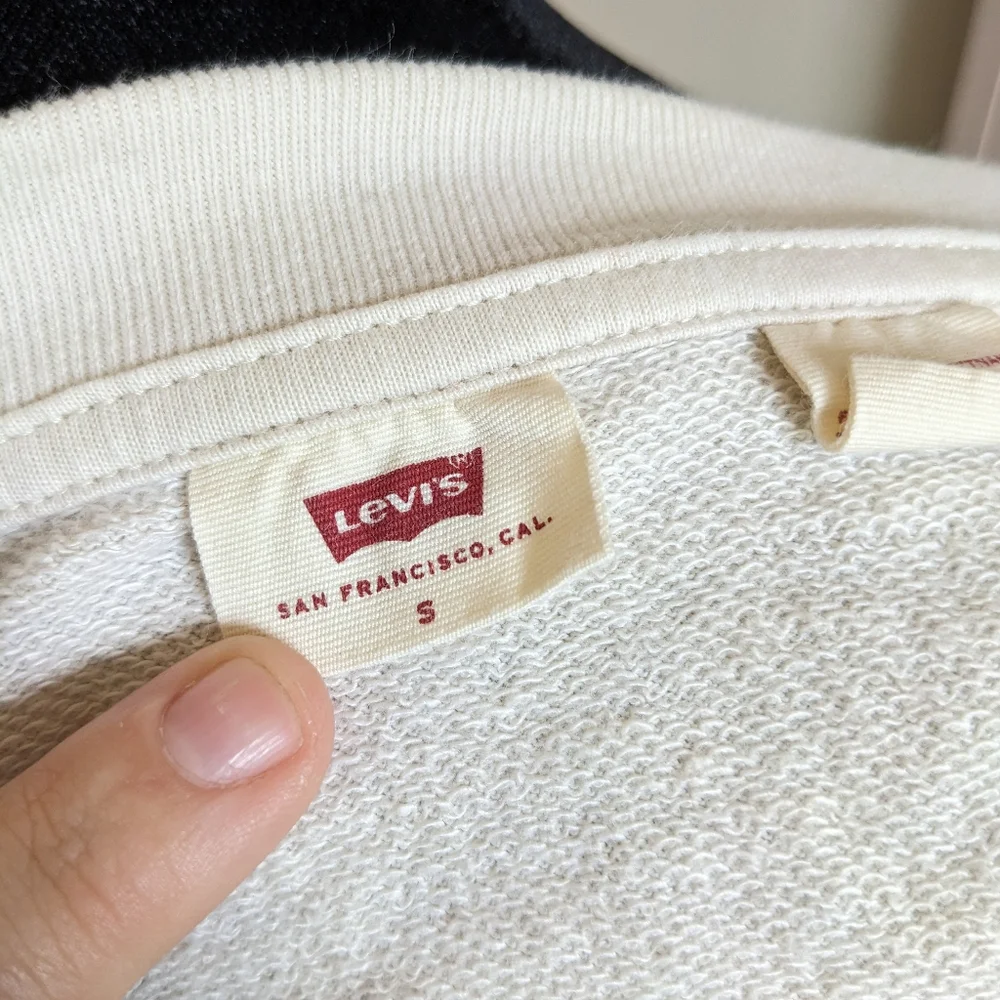 Levi's®
SAN FRANCISCO, CAL.
S